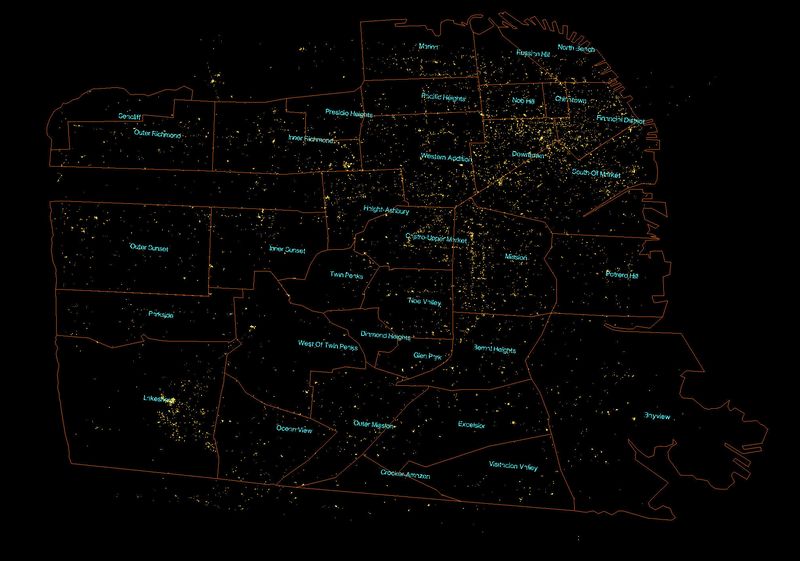 Marina
Russian Hill
North Beach
Pacific Heights
Nob Hill
Chinatown
Seacliff
Presidio Heights
Financial District
Outer Richmond
Inner Richmond
Western Addition
Downtown
South Of Market
Haight-Ashbury
Castro-Upper Market
Outer Sunset
Inner Sunset
Mission
Twin Peaks
Potrero Hill
Noe Valley
Parkside
Diamond Heights
West Of Twin Peaks
Glen Park
Bernal Heights
Lakeshore
Bayview
Ocean View
Outer Mission
Excelsior
Visitacion Valley
Crocker-Amazon